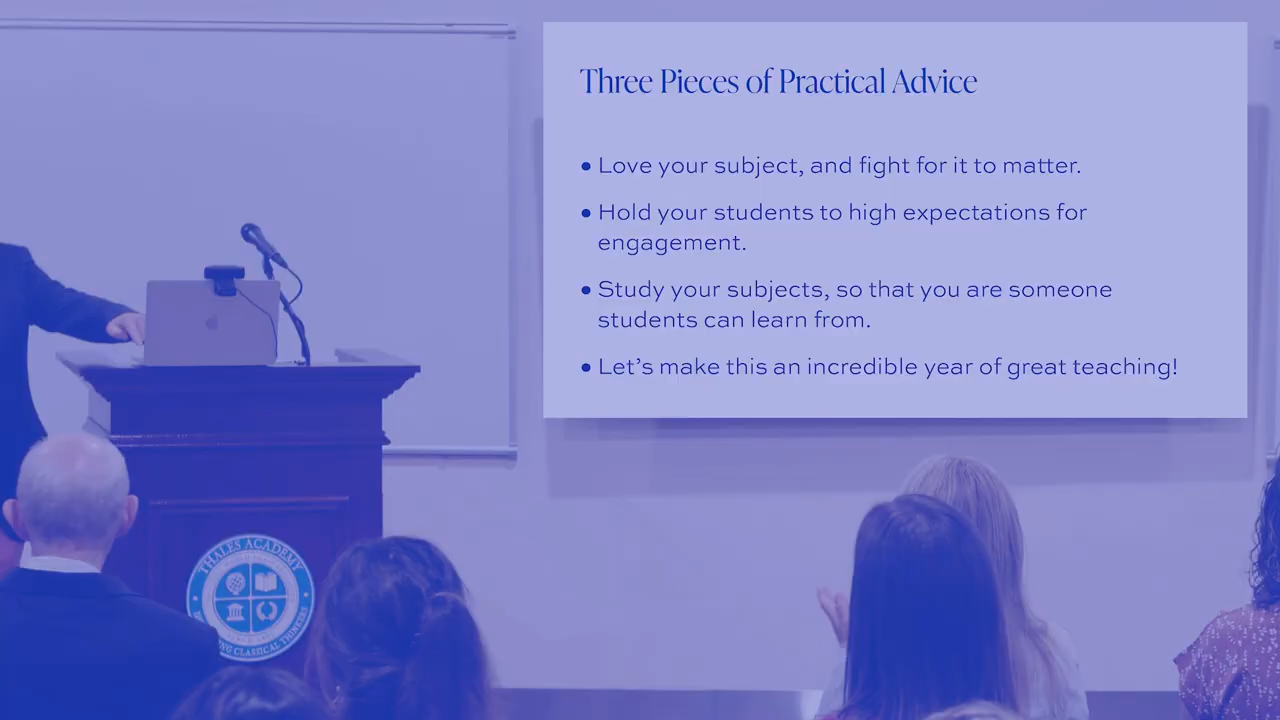 Three Pieces of Practical Advice
• Love your subject, and fight for it to matter.
• Hold your students to high expectations for
engagement.
• Study your subjects, so that you are someone
students can learn from.
• Let's make this an incredible year of great teaching!
THALES ACADEMY
CLASSICAL THINKERS